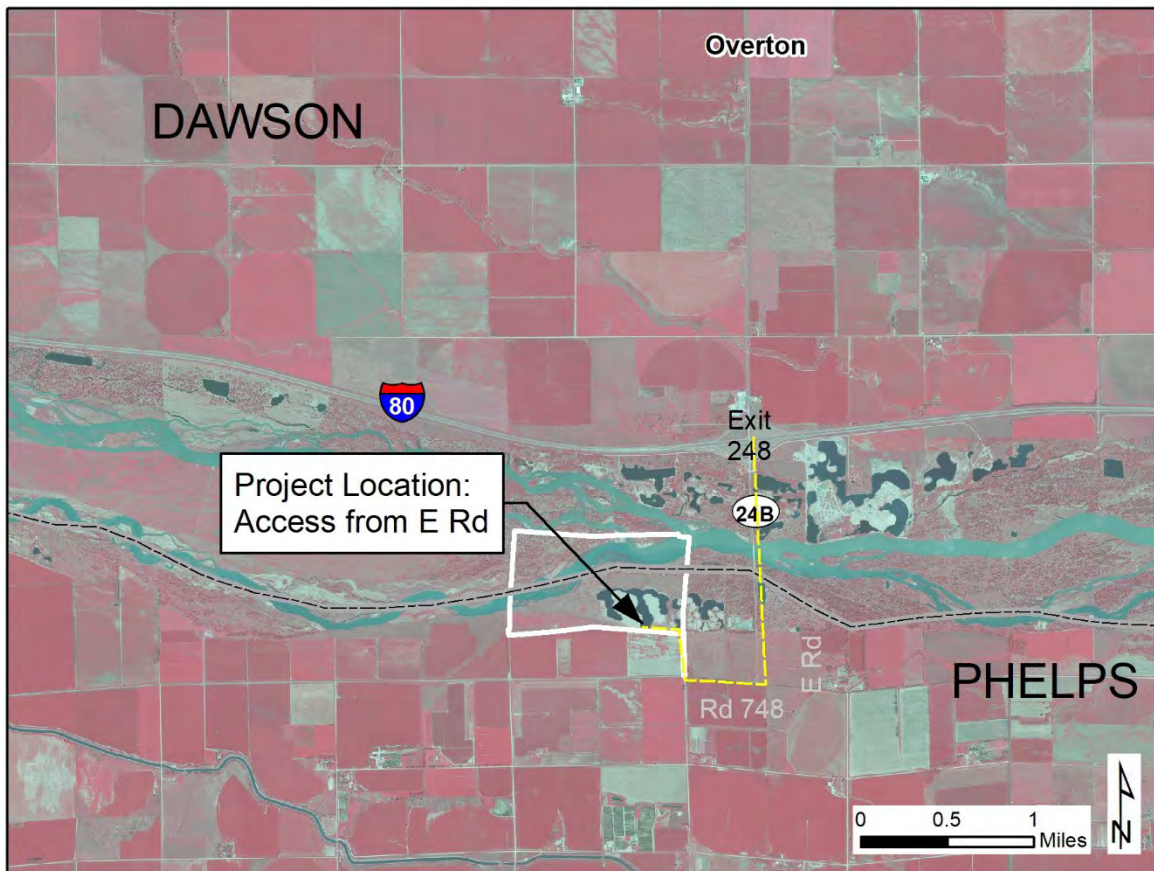 Overton
DAWSON
80
Exit
248
Project Location:
Access from E Rd
24B
E Rd
PHELPS
Rd 748
0 0.5 1
Miles
N